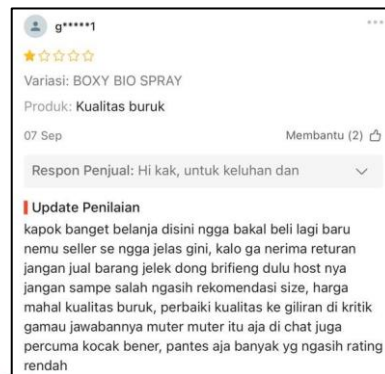 g*****1
Variasi: BOXY BIO SPRAY
Produk: Kualitas buruk
07 Sep
Membantu (2)
Respon Penjual: Hi kak, untuk keluhan dan
Update Penilaian
kapok banget belanja disini ngga bakal beli lagi baru
nemu seller se ngga jelas gini, kalo ga nerima returan
jangan jual barang jelek dong brifieng dulu host nya
jangan sampe salah ngasih rekomendasi size, harga
mahal kualitas buruk, perbaiki kualitas ke giliran di kritik
gamau jawabannya muter muter itu aja di chat juga
percuma kocak bener, pantes aja banyak yg ngasih rating
rendah